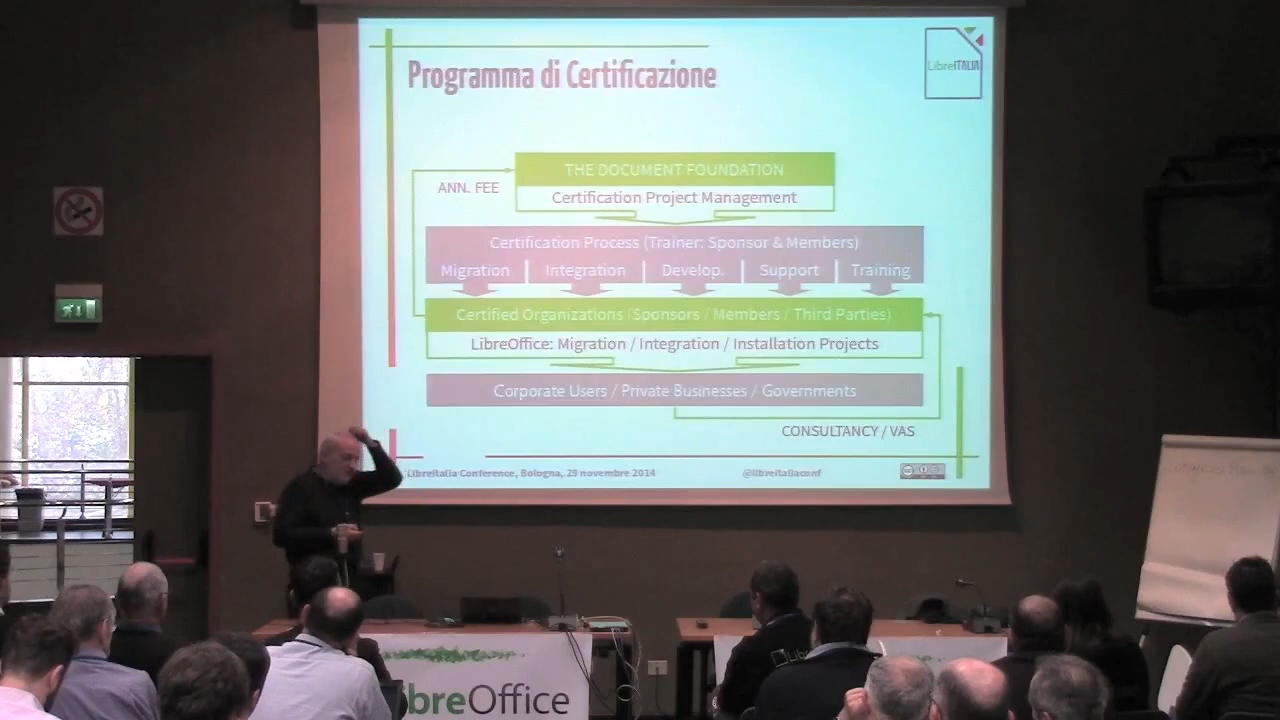 Programma di Certificazione
LibreITALIA
THE DOCUMENT FOUNDATION
ANN. FEE
Certification Project Management
Certification Process (Trainer: Sponsor & Members)
Migration Integration Develop. Support Training
Certified Organizations (Sponsors / Members / Third Parties)
LibreOffice: Migration / Integration / Installation Projects
Corporate Users / Private Businesses / Governments
CONSULTANCY / VAS
LibreItalia Conference, Bologna, 29 novembre 2014
@libreitaliaconf
breOffice